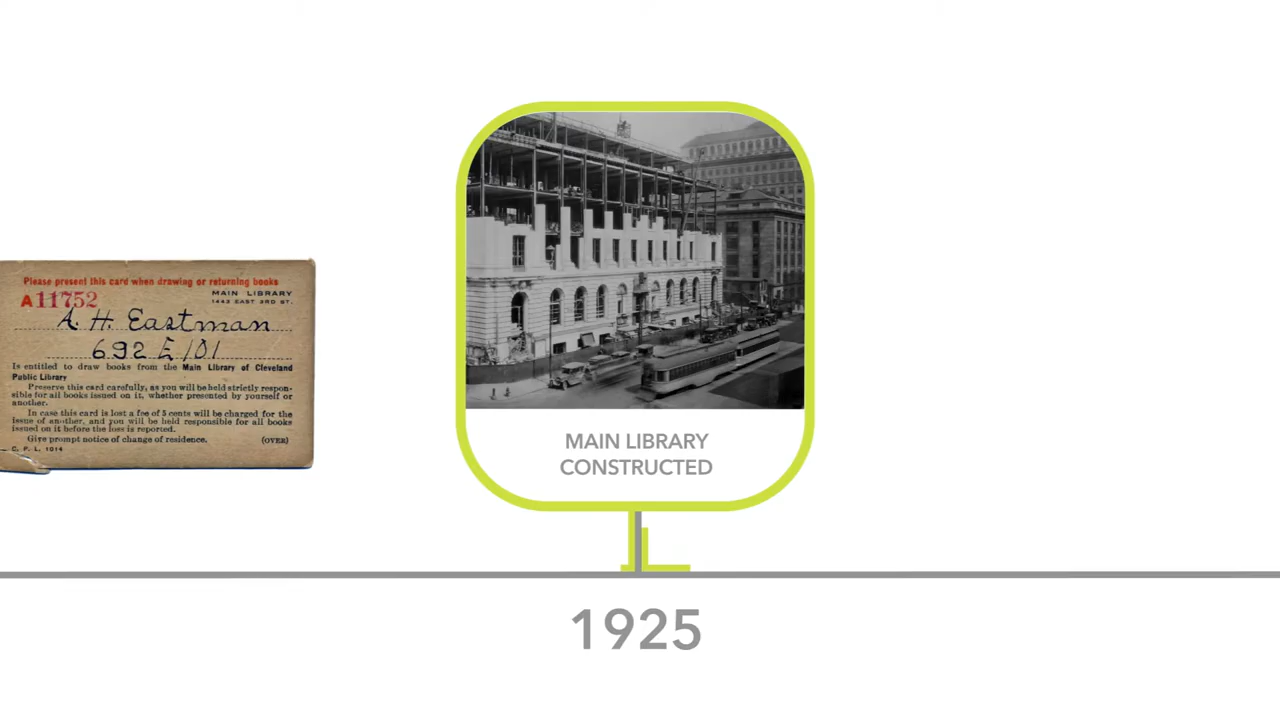 Please present this card when drawing or returning books
A11752
MAIN LIBRARY
1443 EAST 3RD ST.
A. H. Eastman
692 E 101
Is entitled to draw books from the Main Library of Cleveland
Public Library
Preserve this card carefully, as you will be held strictly respon-
sible for all books issued on it, whether presented by yourself or
another.
In case this card is lost a fee of 5 cents will be charged for the
issue of another, and you will be held responsible for all books
issued on it before the loss is reported.
Give prompt notice of change of residence.
(OVER)
C. P. L. 1014
MAIN LIBRARY
CONSTRUCTED
1925